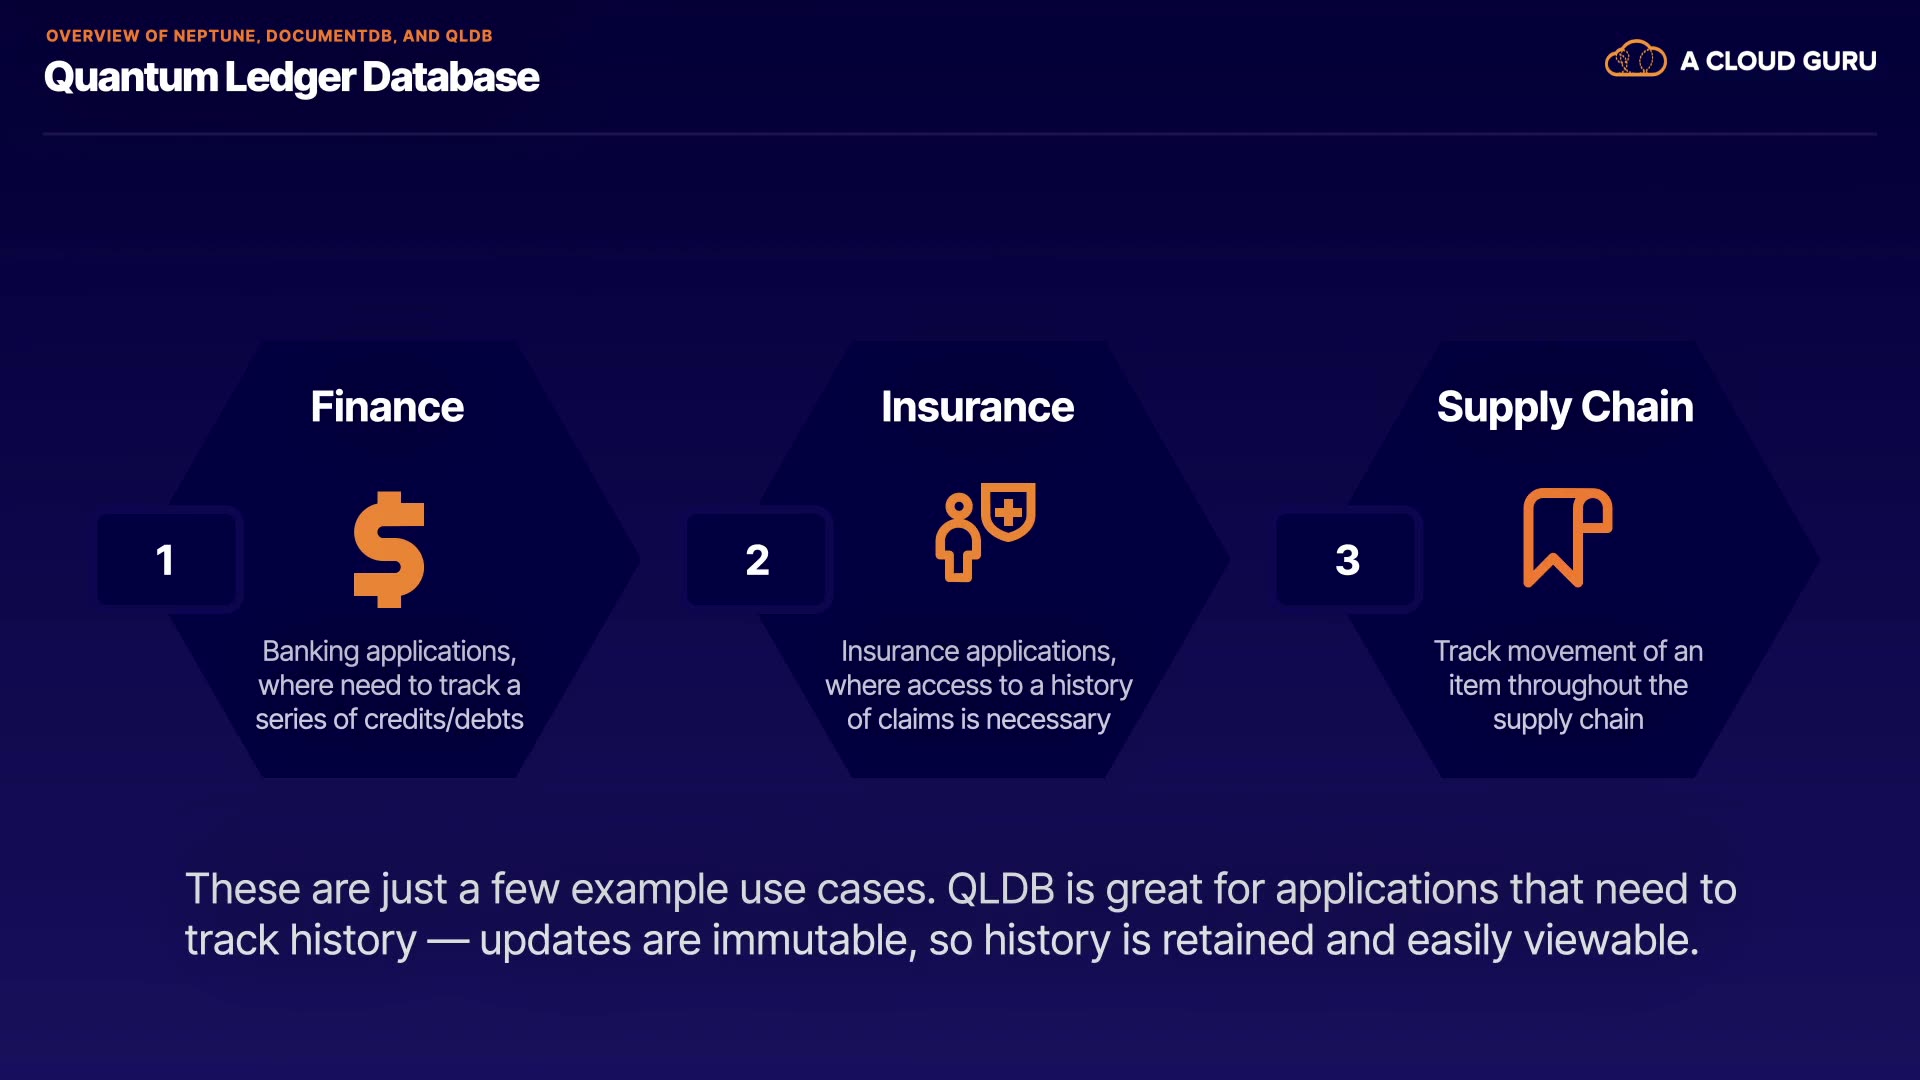 OVERVIEW OF NEPTUNE, DOCUMENTDB, AND QLDB
Quantum Ledger Database
A CLOUD GURU
Finance
1
Banking applications,
where need to track a
series of credits/debts
Insurance
2
Insurance applications,
where access to a history
of claims is necessary
Supply Chain
3
Track movement of an
item throughout the
supply chain
These are just a few example use cases. QLDB is great for applications that need to
track history — updates are immutable, so history is retained and easily viewable.